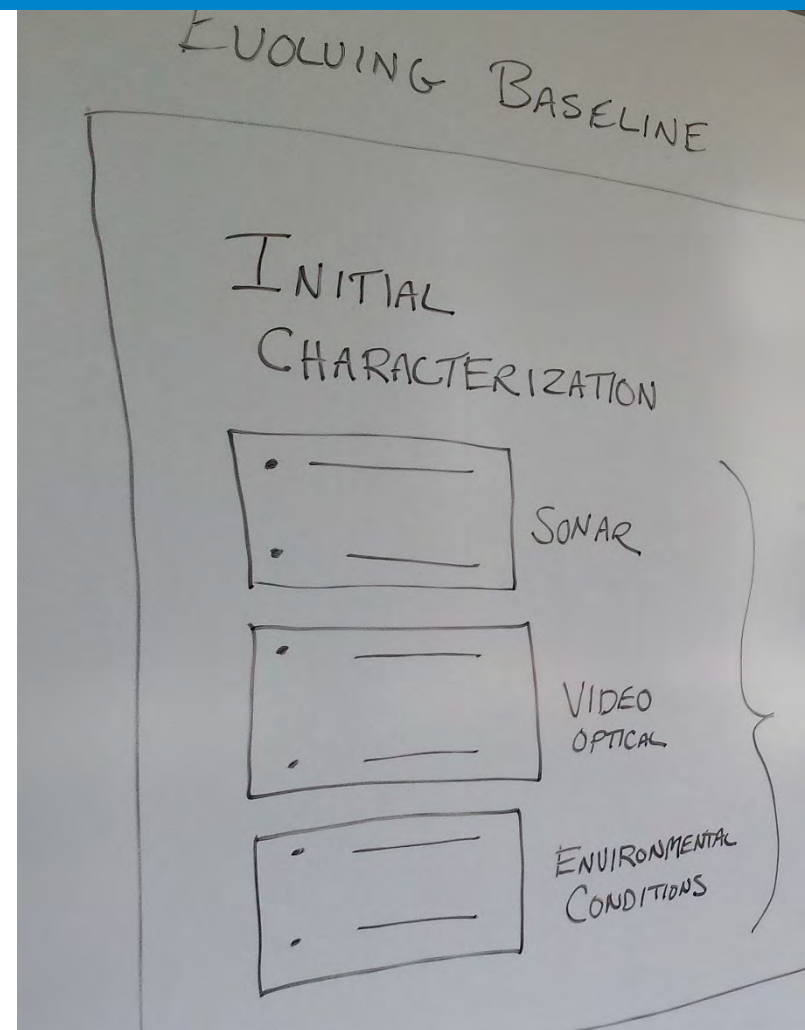 EVOLVING BASELINE
INITIAL
CHARACTERIZATION
SONAR
VIDEO
OPTICAL
ENVIRONMENTAL
CONDITIONS